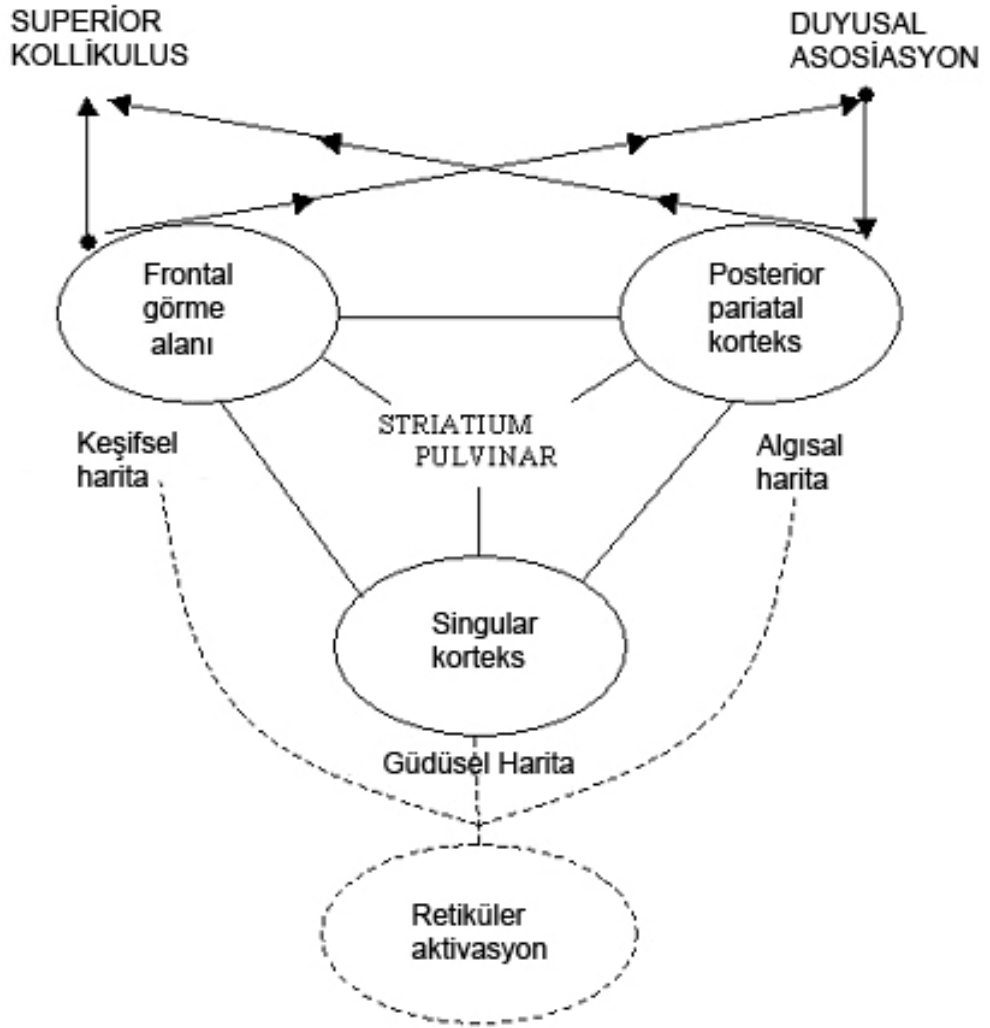 SUPERİOR
KOLLİKULUS
DUYUSAL
ASOSİASYON
Frontal
görme
alanı
Posterior
pariatal
korteks
STRIATIUM
PULVINAR
Keşifsel
harita
Algısal
harita
Singular
korteks
Güdüsel Harita
Retiküler
aktivasyon